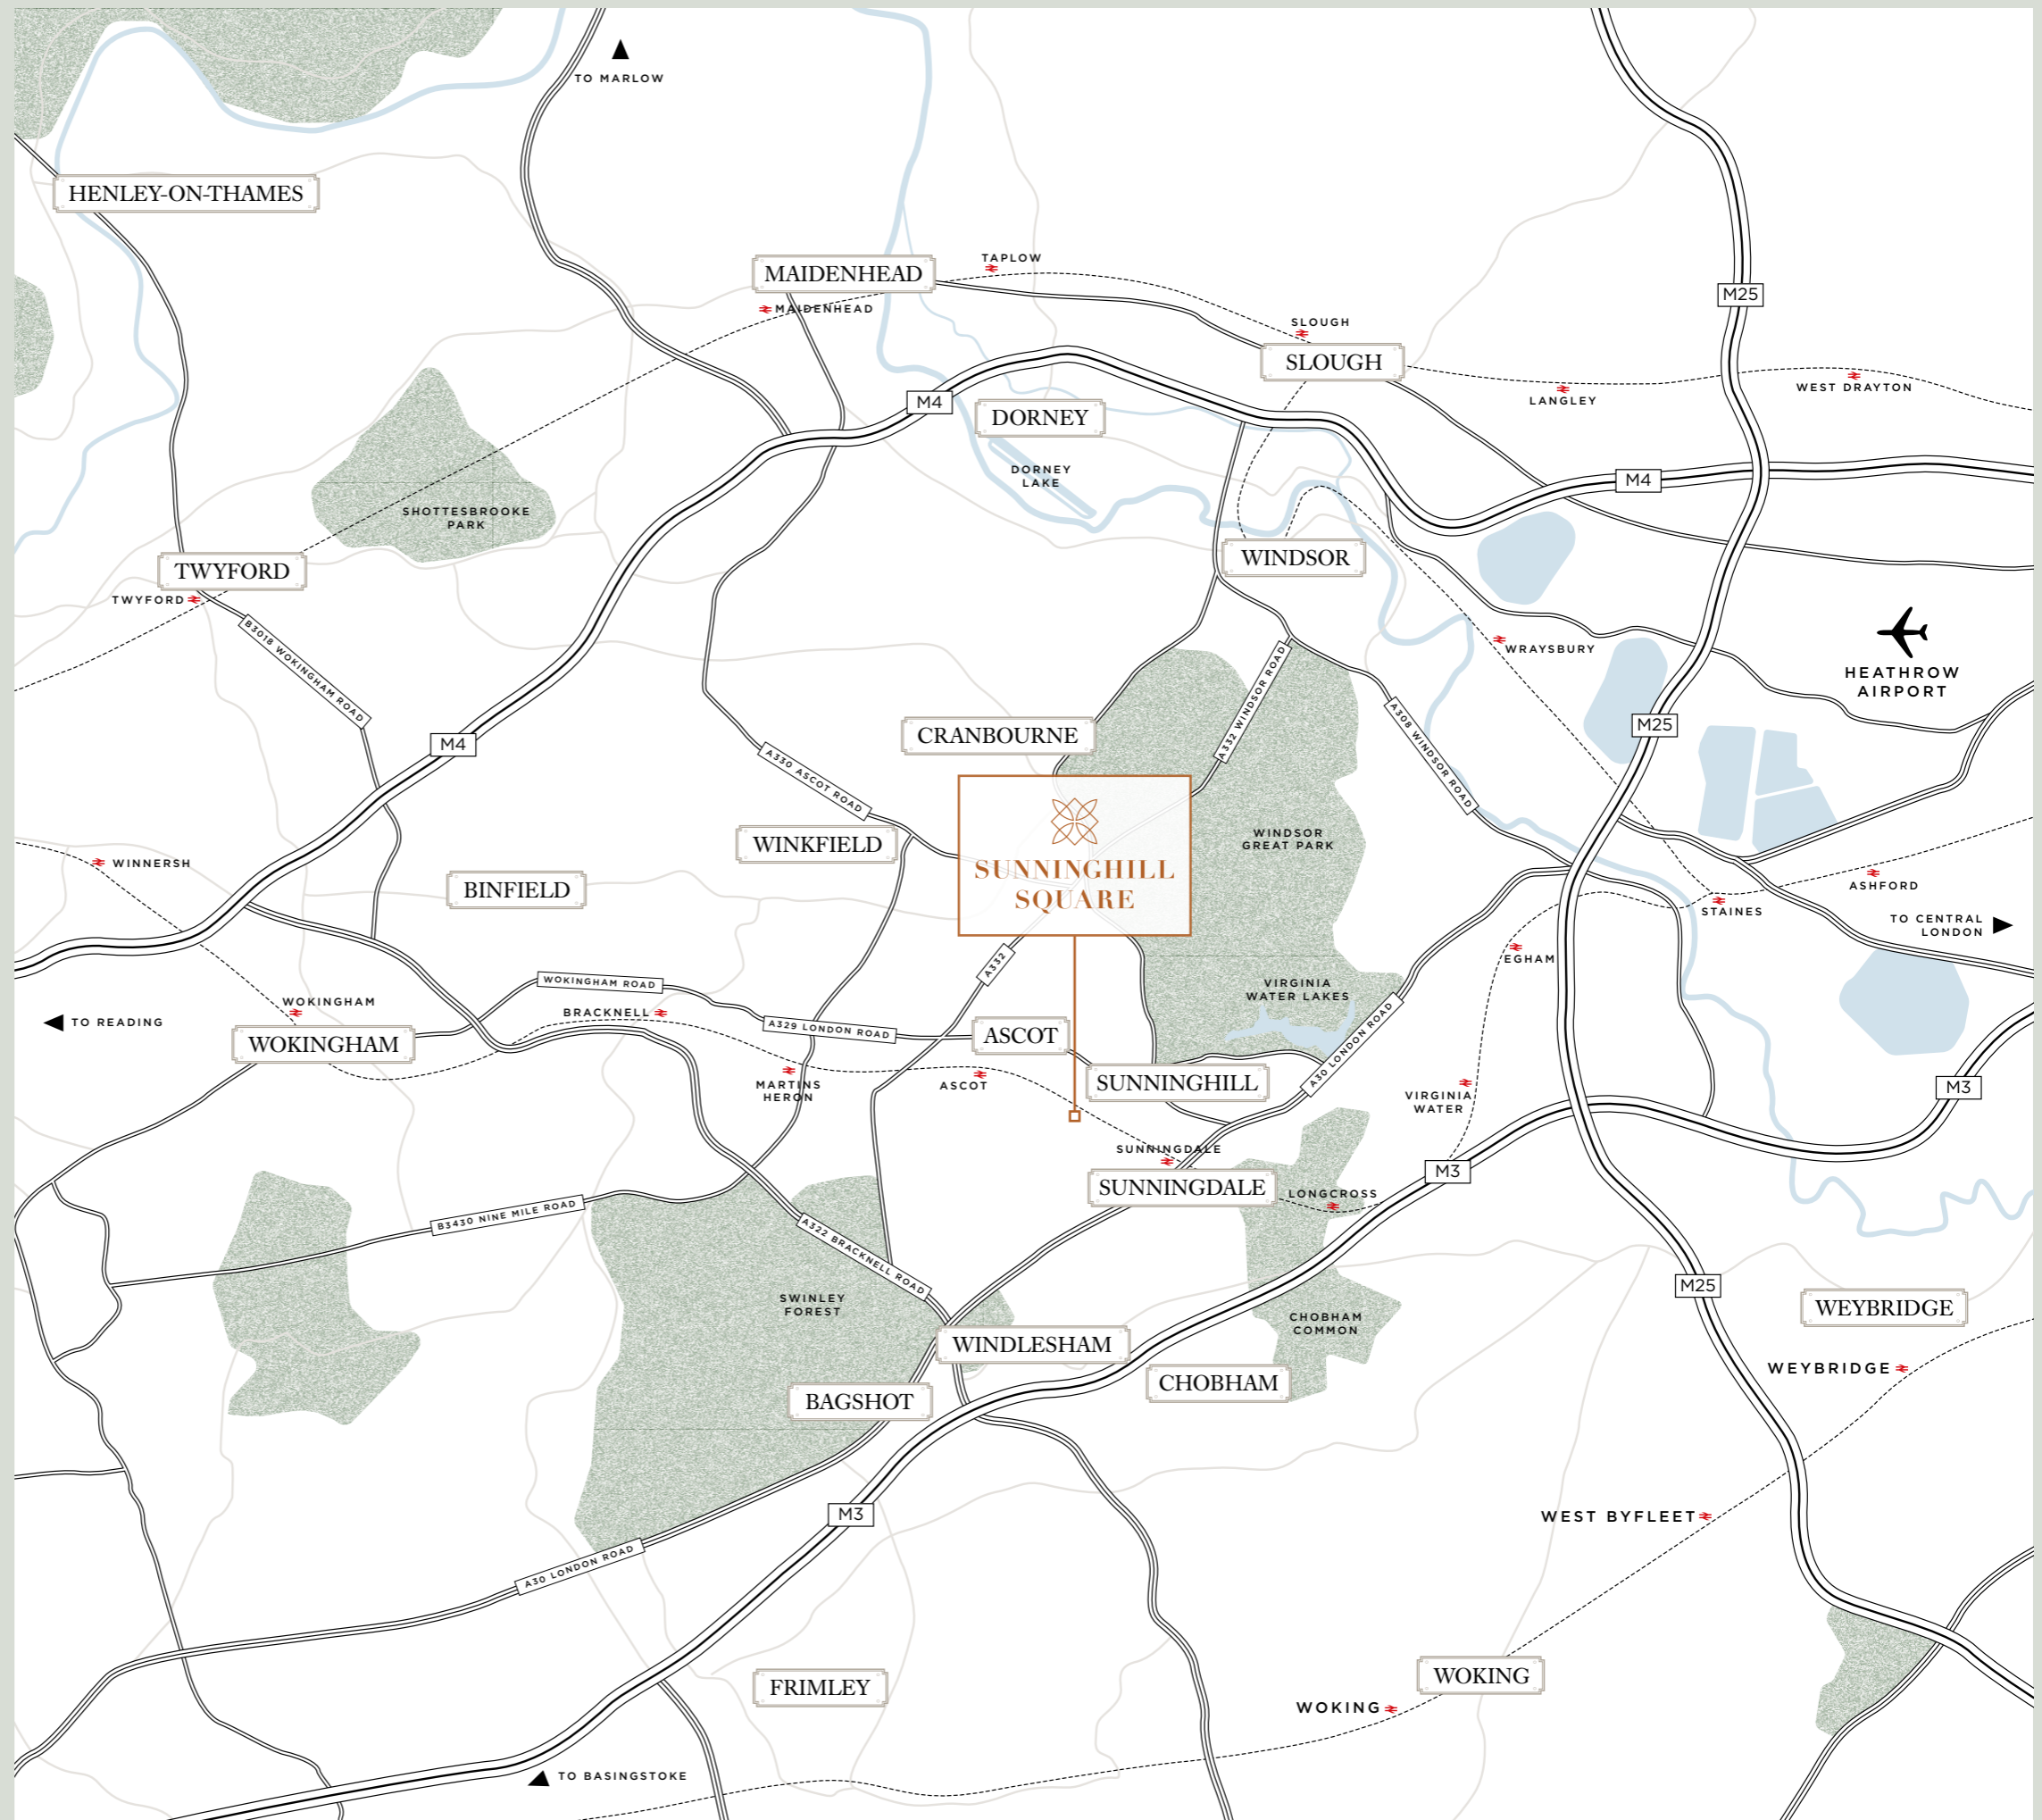 TO MARLOW
HENLEY-ON-THAMES
TAPLOW
MAIDENHEAD
MAIDENHEAD
M25
SLOUGH
SLOUGH
WEST DRAYTON
LANGLEY
M4
DORNEY
DORNEY
LAKE
M4
SHOTTESBROOKE
PARK
WINDSOR
TWYFORD
TWYFORD
B3018 WOKINGHAM ROAD
WRAYSBURY
HEATHROW
AIRPORT
A332 WINDSOR ROAD
A308 WINDSOR ROAD
M25
CRANBOURNE
M4
A330 ASCOT ROAD
WINKFIELD
WINDSOR
GREAT PARK
SUNNINGHILL
SQUARE
WINNERSH
BINFIELD
ASHFORD
STAINES
TO CENTRAL
LONDON
EGHAM
A332
WOKINGHAM ROAD
VIRGINIA
WATER LAKES
WOKINGHAM
TO READING
BRACKNELL
A329 LONDON ROAD
ASCOT
WOKINGHAM
A30 LONDON ROAD
SUNNINGHILL
MARTINS
HERON
ASCOT
VIRGINIA
WATER
M3
SUNNINGDALE
M3
SUNNINGDALE
LONGCROSS
B3430 NINE MILE ROAD
A322 BRACKNELL ROAD
M25
SWINLEY
FOREST
WEYBRIDGE
CHOBHAM
COMMON
WINDLESHAM
WEYBRIDGE
CHOBHAM
BAGSHOT
M3
WEST BYFLEET
A30 LONDON ROAD
WOKING
FRIMLEY
WOKING
TO BASINGSTOKE